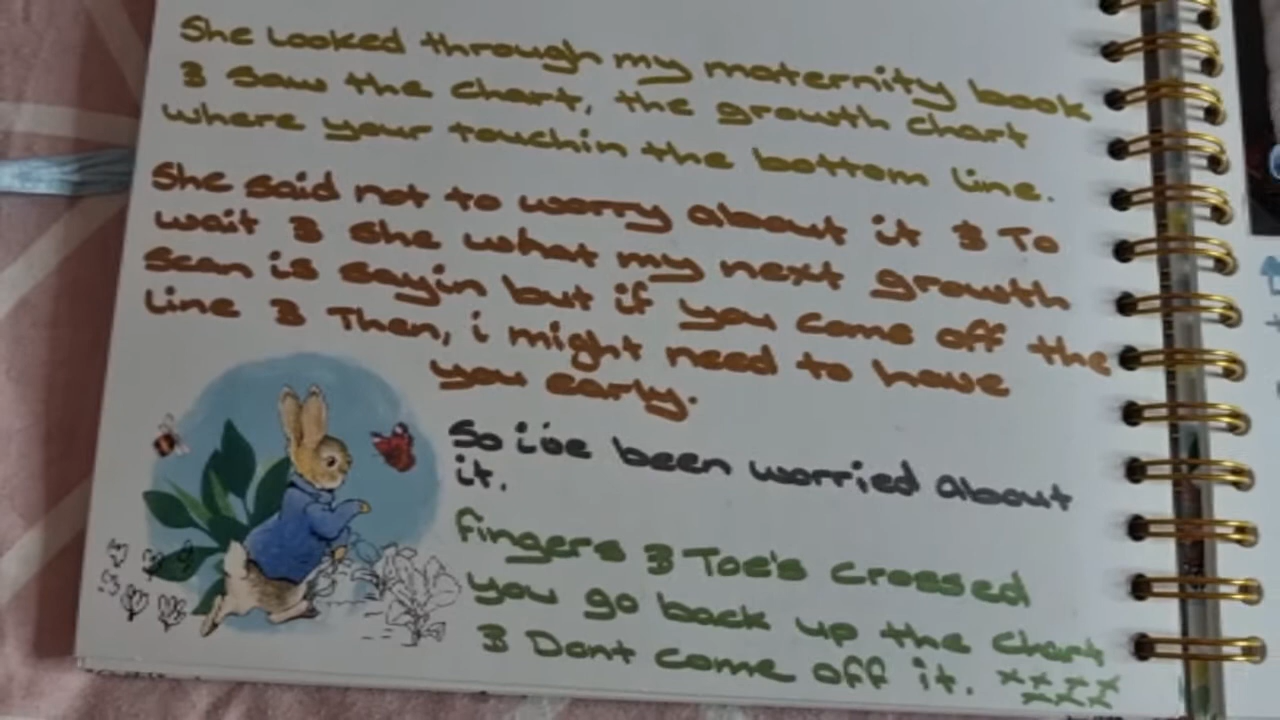 She Looked through my maternity book
& saw the chart, the growth chart
where your touchin the bottom line.
She said not to worry about it & To
wait & she what my next growth
scan is sayin but if you come off the
line & Then, i might need to have
you early.
So i've been worried about
it.
fingers & Toe's crossed
you go back up the chart
& Dont come off it. xxxx
xxx